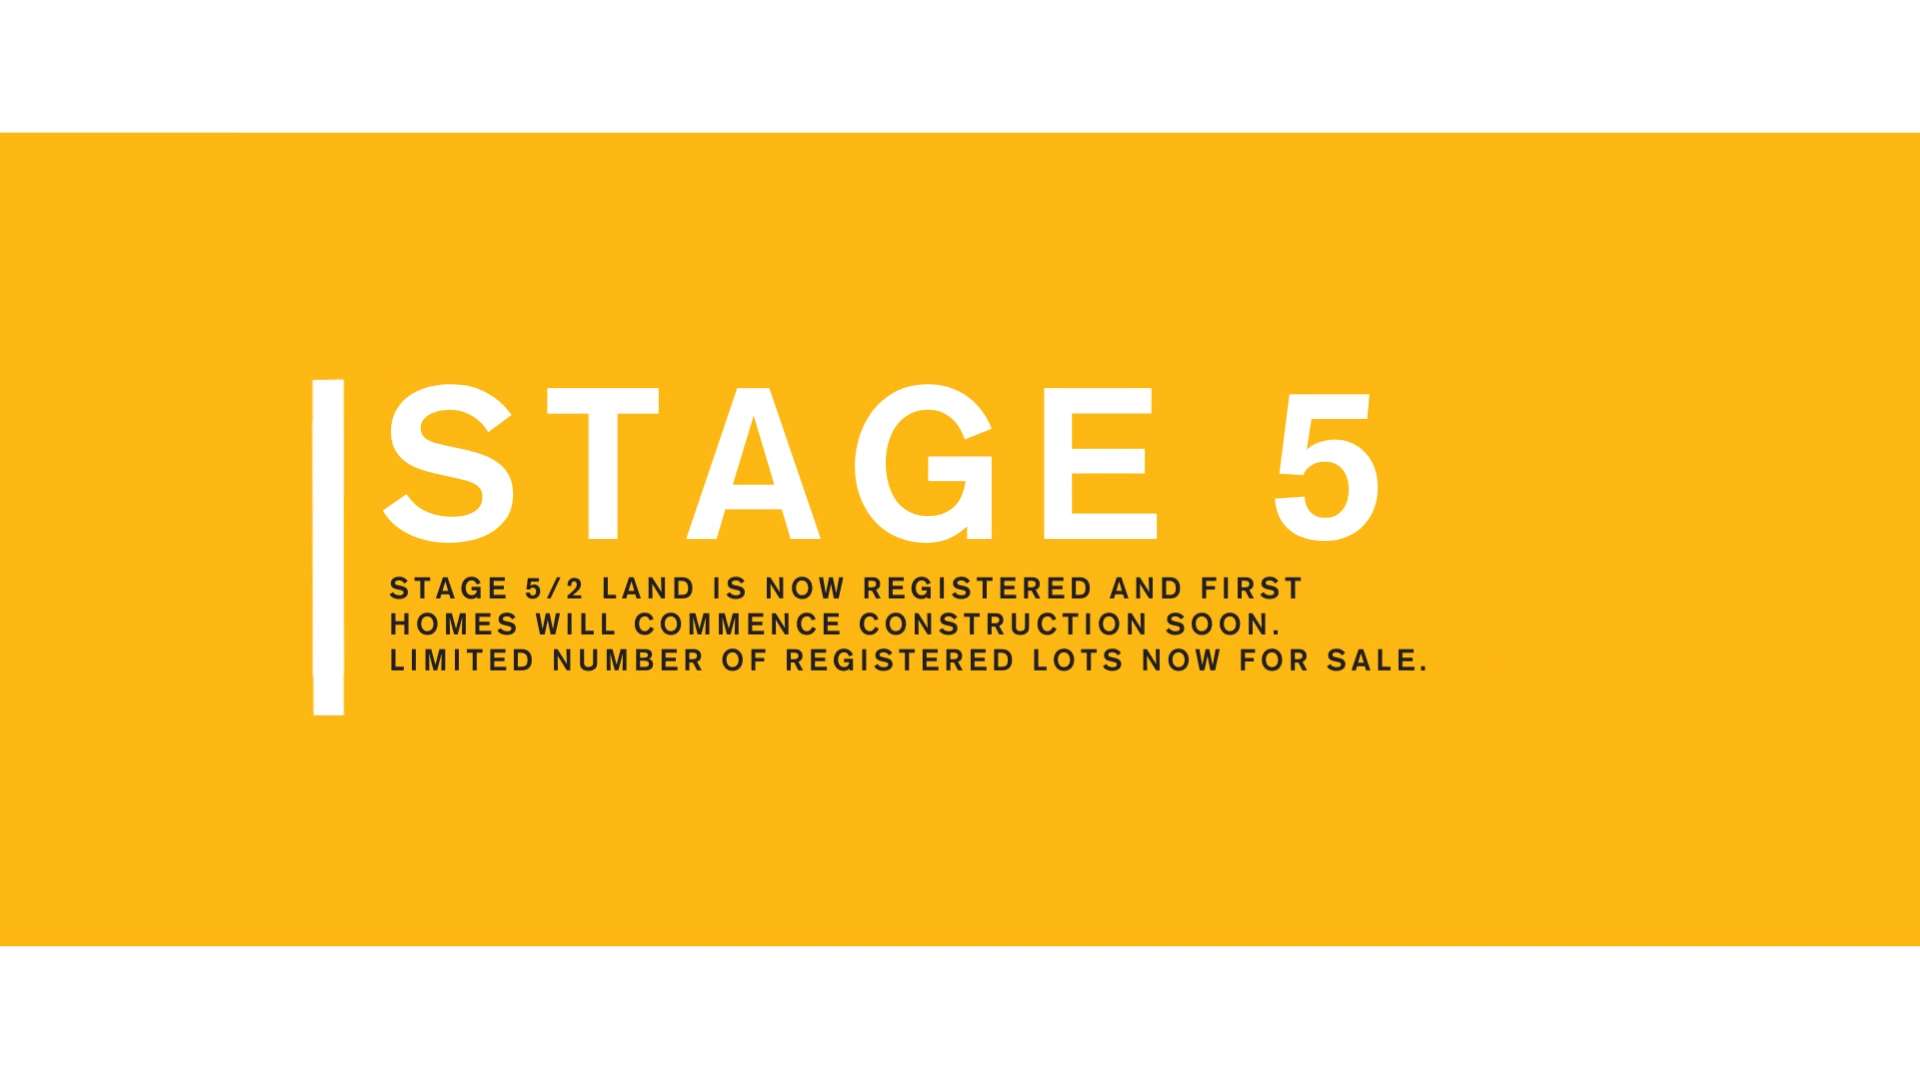 STAGE 5
STAGE 5/2 LAND IS NOW REGISTERED AND FIRST
HOMES WILL COMMENCE CONSTRUCTION SOON.
LIMITED NUMBER OF REGISTERED LOTS NOW FOR SALE.